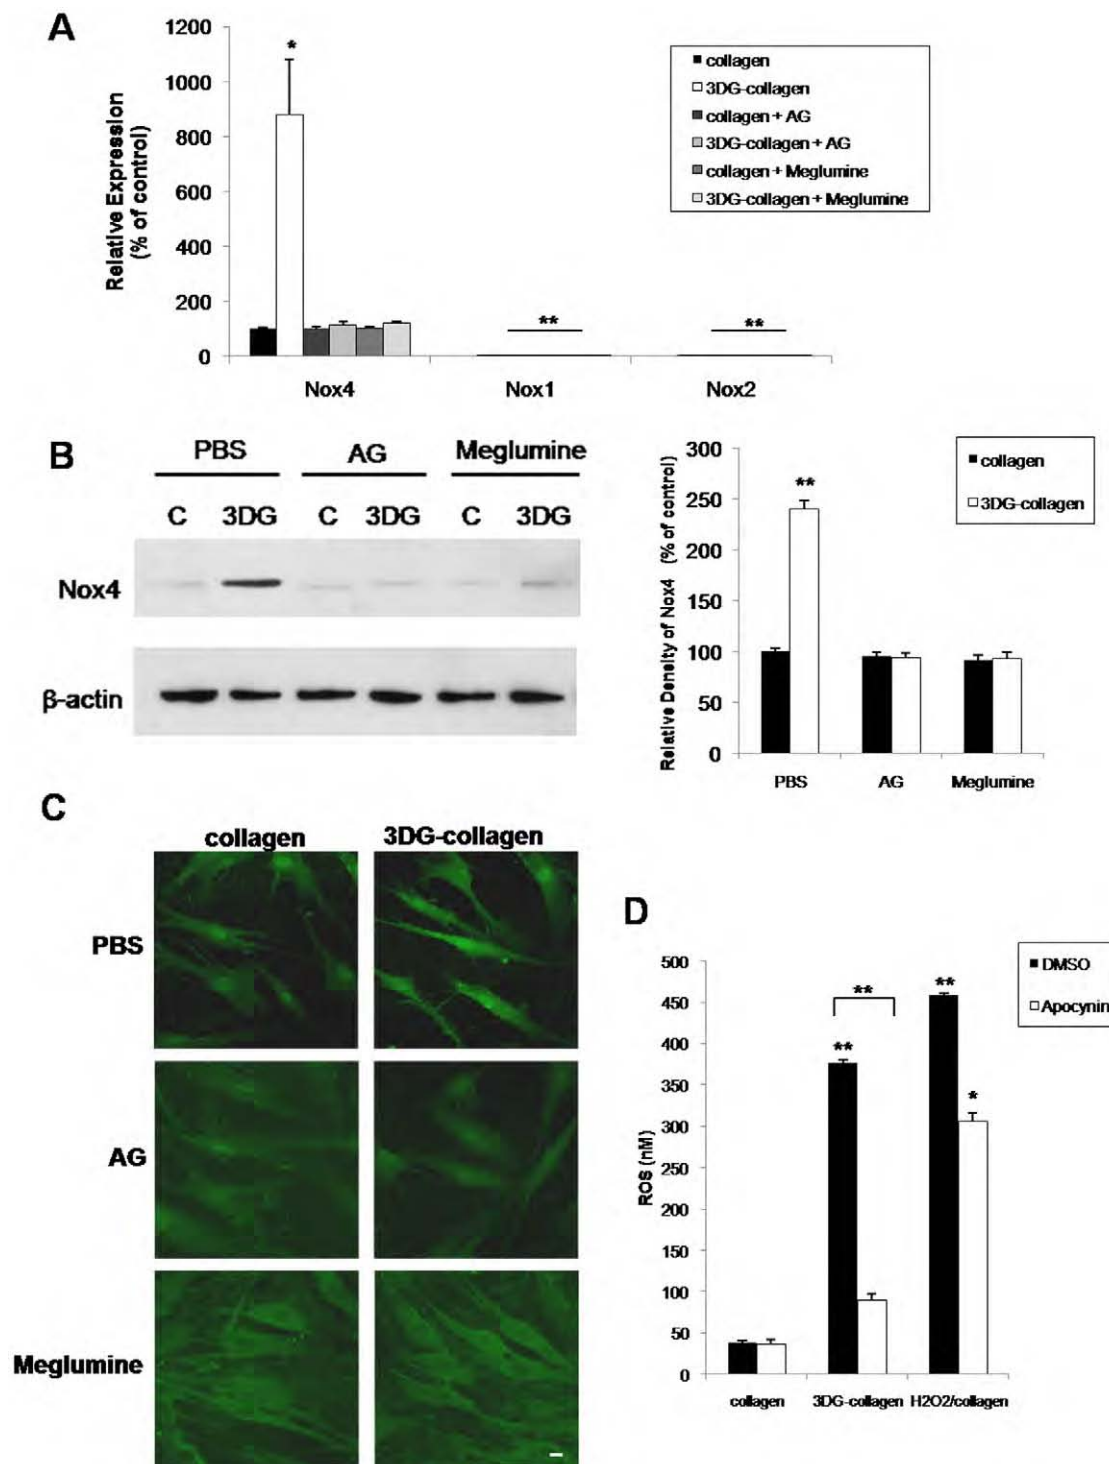 A
1200
1000
800
600
400
200
0
Relative Expression
(% of control)
*
**
**
Nox4
Nox1
Nox2
collagen
3DG-collagen
collagen + AG
3DG-collagen + AG
collagen + Meglumine
3DG-collagen + Meglumine
B
PBS
AG
Meglumine
C
3DG
C
3DG
C
3DG
Nox4
β-actin
300
250
200
150
100
50
0
Relative Density of Nox4 (% of control)
**
PBS
AG
Meglumine
collagen
3DG-collagen
C
collagen
3DG-collagen
PBS
AG
Meglumine
D
500
450
400
350
300
250
200
150
100
50
0
ROS (nM)
**
**
**
*
collagen
3DG-collagen
H2O2/collagen
DMSO
Apocynin